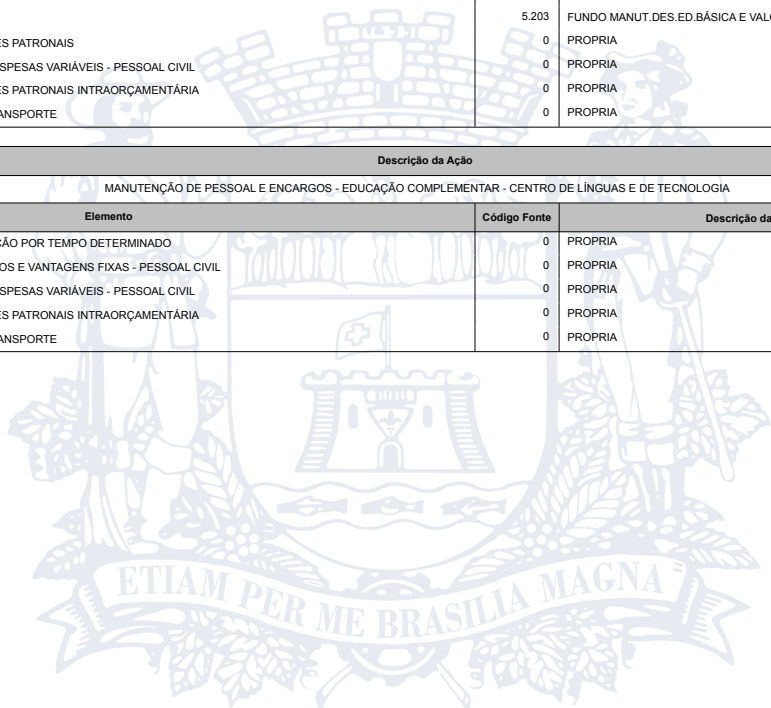 5.203 FUNDO MANUT.DES.ED.BÁSICA E VAL
ES PATRONAIS 0 PROPRIA
SPESAS VARIÁVEIS - PESSOAL CIVIL 0 PROPRIA
ES PATRONAIS INTRAORÇAMENTÁRIA 0 PROPRIA
ANSPORTE 0 PROPRIA
Descrição da Ação
MANUTENÇÃO DE PESSOAL E ENCARGOS - EDUCAÇÃO COMPLEMENTAR - CENTRO DE LÍNGUAS E DE TECNOLOGIA
Elemento Código Fonte Descrição da
ÇÃO POR TEMPO DETERMINADO 0 PROPRIA
OS E VANTAGENS FIXAS - PESSOAL CIVIL 0 PROPRIA
SPESAS VARIÁVEIS - PESSOAL CIVIL 0 PROPRIA
ES PATRONAIS INTRAORÇAMENTÁRIA 0 PROPRIA
ANSPORTE 0 PROPRIA
ETIAM PER ME BRASILIA MAGNA